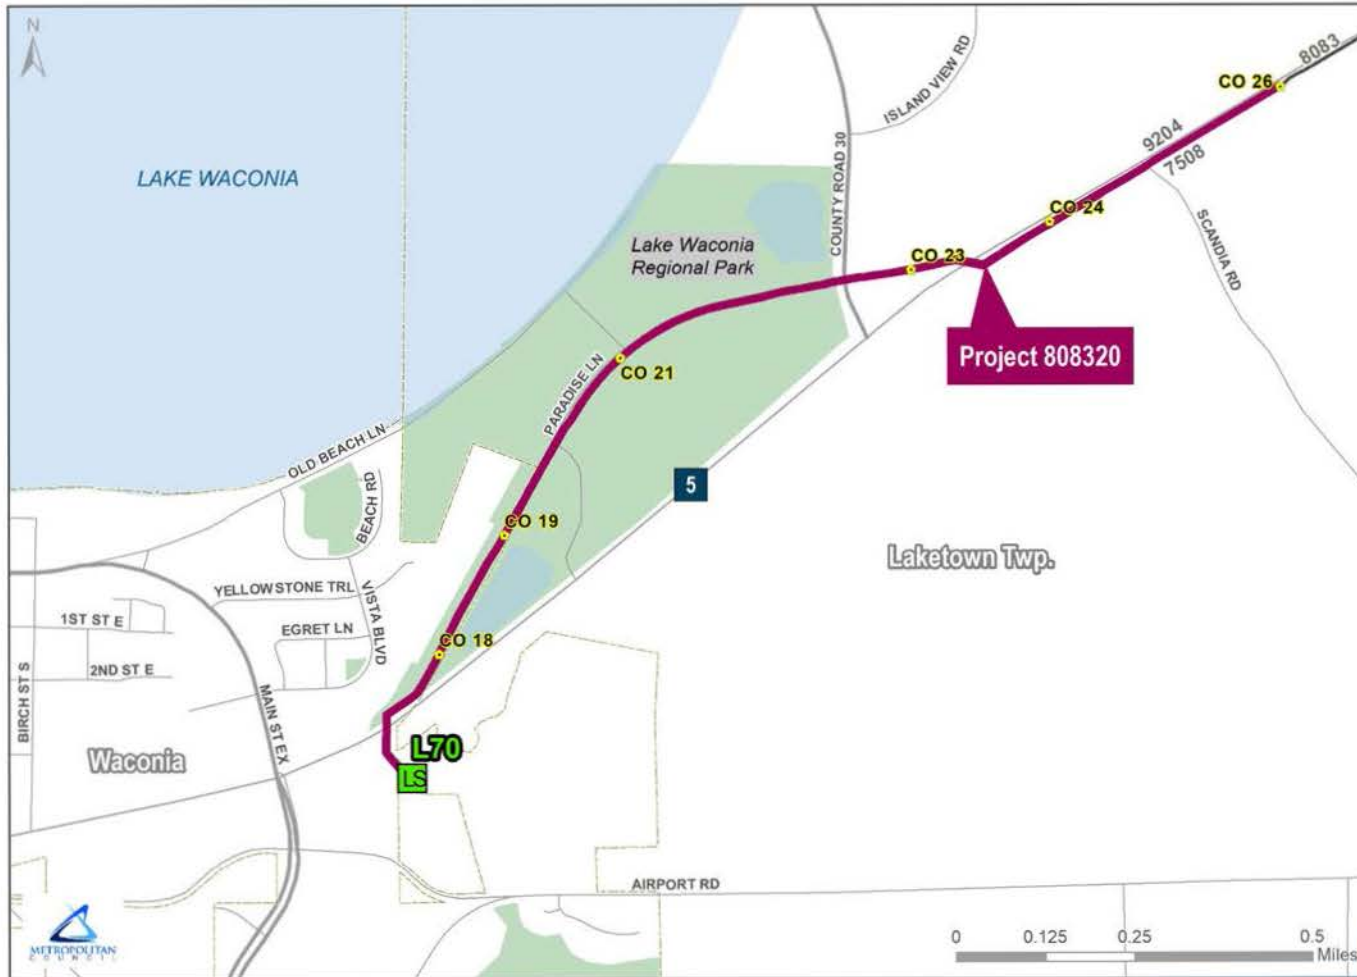 N
8083
CO 26
ISLAND VIEW RD
9204
7508
LAKE WACONIA
COUNTY ROAD 30
CO 24
SCANDIA RD
Lake Waconia
Regional Park
CO 23
Project 808320
CO 21
PARADISE LN
OLD BEACH LN
5
BEACH RD
CO 19
Laketown Twp.
YELLOWSTONE TRL
VISTA BLVD
1ST ST E
EGRET LN
CO 18
2ND ST E
BIRCH ST S
MAIN ST EX
L70
Waconia
LS
AIRPORT RD
METROPOLITAN
COUNCIL
0 0.125 0.25 0.5
Miles